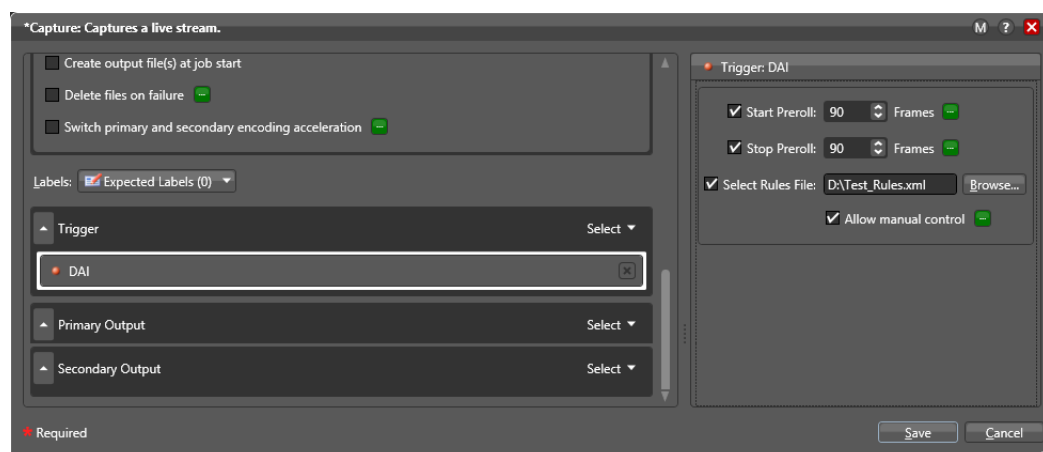 *Capture: Captures a live stream.
M ?
Create output file(s) at job start
Delete files on failure
Switch primary and secondary encoding acceleration
Labels: Expected Labels (0)
Trigger Select
DAI
Primary Output Select
Secondary Output Select
Trigger: DAI
Start Preroll: 90 Frames
Stop Preroll: 90 Frames
Select Rules File: D:\Test_Rules.xml Browse...
Allow manual control
* Required
Save Cancel